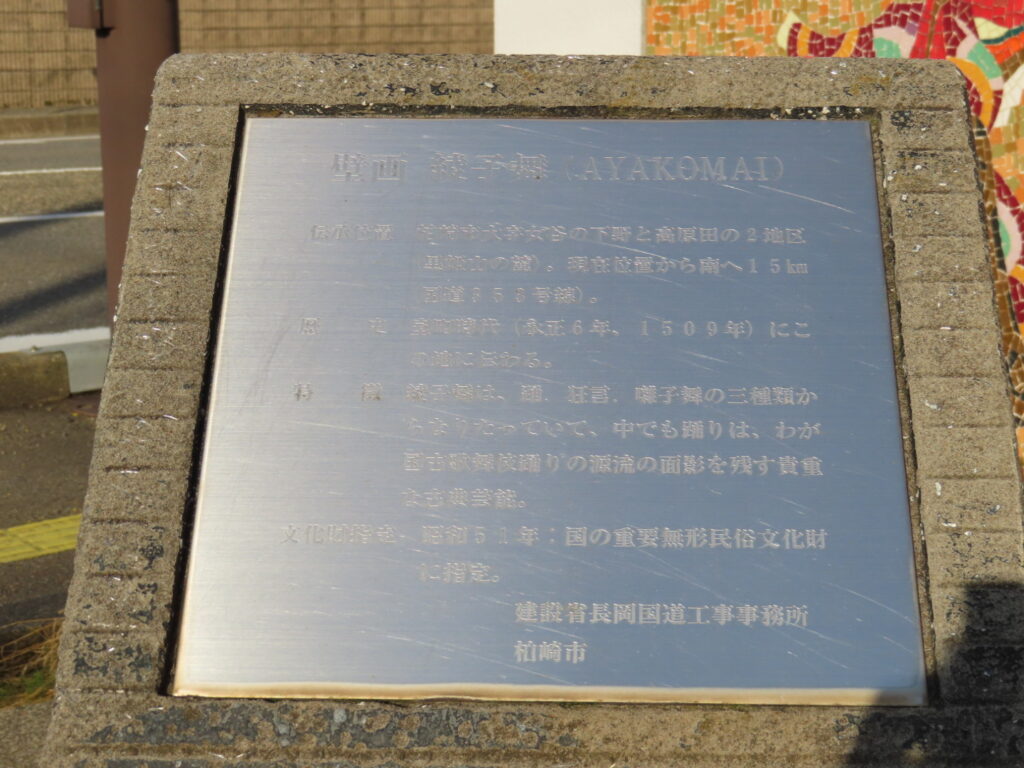 壁画 綾子舞 (AYAKOMAI)
伝承位置 柏崎市大字女谷の下野と高原田の2地区
(黒姫山の麓)。現在位置から南へ15km
(国道353号線)。
歴 史 室町時代(永正6年、1509年)にこ
の地に伝わる。
特 徴 綾子舞は、踊、狂言、囃子舞の三種類か
らなりたっていて、中でも踊りは、わが
国古歌舞伎踊りの源流の面影を残す貴重
な古典芸能。
文化財指定 昭和51年:国の重要無形民俗文化財
に指定。
建設省長岡国道工事事務所
柏崎市